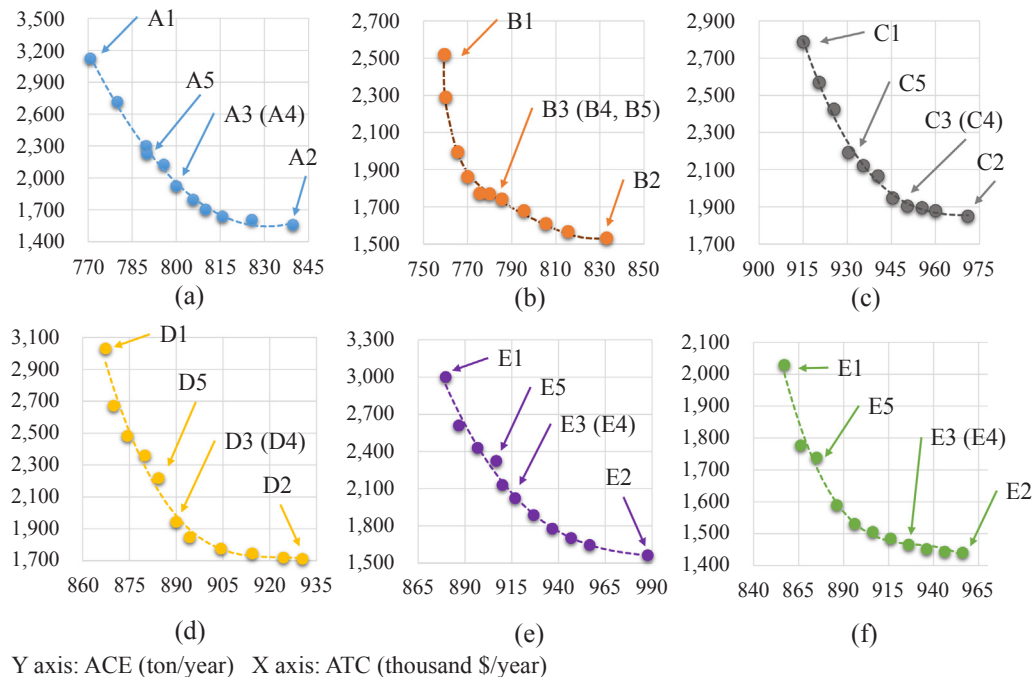 3,500
3,200
2,900
2,600
2,300
2,000
1,700
1,400
770 785 800 815 830 845
A1
A5
A3 (A4)
A2
(a)
2,700
2,500
2,300
2,100
1,900
1,700
1,500
750 770 790 810 830 850
B1
B3 (B4, B5)
B2
(b)
2,900
2,700
2,500
2,300
2,100
1,900
1,700
900 915 930 945 960 975
C1
C5
C3 (C4)
C2
(c)
3,100
2,900
2,700
2,500
2,300
2,100
1,900
1,700
860 875 890 905 920 935
D1
D5
D3 (D4)
D2
(d)
3,300
3,000
2,700
2,400
2,100
1,800
1,500
840 865 890 915 940 965 990
E1
E5
E3 (E4)
E2
(e)
2,100
2,000
1,900
1,800
1,700
1,600
1,500
1,400
840 865 890 915 940 965
E1
E5
E3 (E4)
E2
(f)
Y axis: ACE (ton/year) X axis: ATC (thousand $/year)